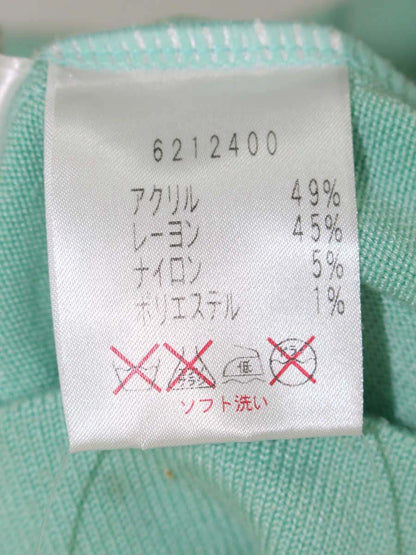 6212400
アクリル 49%
レーヨン 45%
ナイロン 5%
ポリエステル 1%
低
ソフト洗い